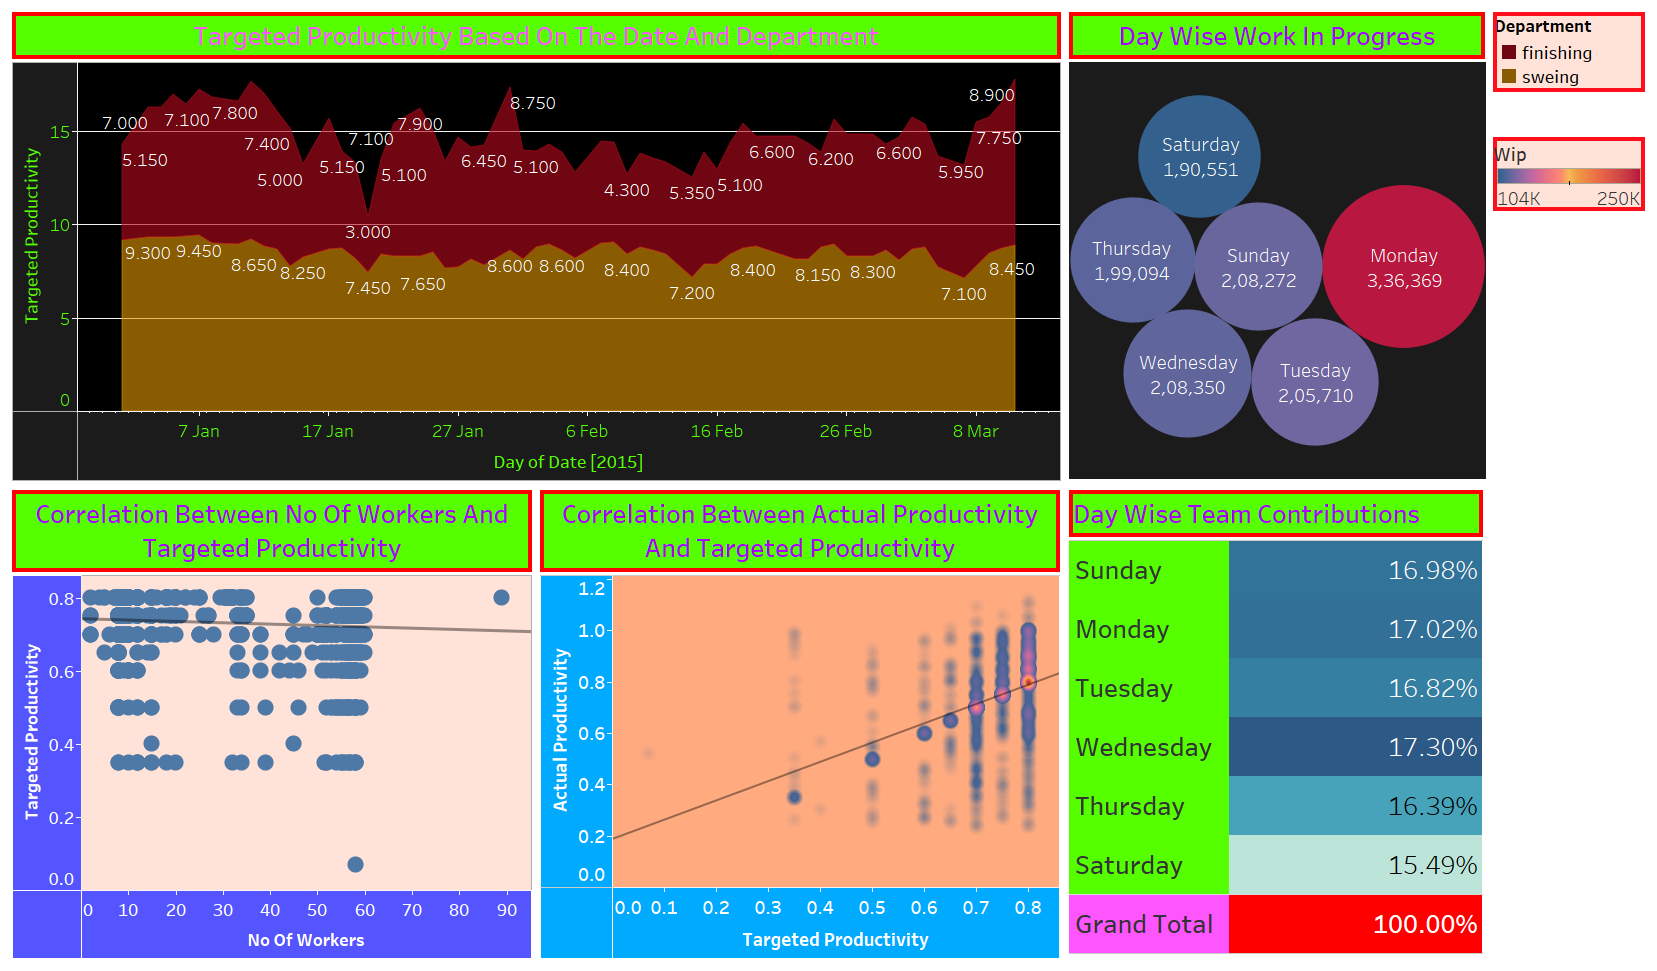 Targeted Productivity Based On The Date And Department
Targeted Productivity
15
10
5
0
7.000
5.150
7.100
7.800
7.400
5.000
5.150
7.100
3.000
7.900
5.100
6.450
8.750
5.100
4.300
5.350
5.100
6.600
6.200
6.600
5.950
8.900
7.750
9.300
9.450
8.650
8.250
7.450
7.650
8.600
8.600
8.400
7.200
8.400
8.150
8.300
7.100
8.450
7 Jan 17 Jan 27 Jan 6 Feb 16 Feb 26 Feb 8 Mar
Day of Date [2015]
Day Wise Work In Progress
Saturday
1,90,551
Thursday
1,99,094
Sunday
2,08,272
Monday
3,36,369
Wednesday
2,08,350
Tuesday
2,05,710
Department
finishing
sweing
Wip
104K 250K
Correlation Between No Of Workers And
Targeted Productivity
Targeted Productivity
0.8
0.6
0.4
0.2
0.0
0 10 20 30 40 50 60 70 80 90
No Of Workers
Correlation Between Actual Productivity
And Targeted Productivity
Actual Productivity
1.2
1.0
0.8
0.6
0.4
0.2
0.0
0.0 0.1 0.2 0.3 0.4 0.5 0.6 0.7 0.8
Targeted Productivity
Day Wise Team Contributions
Sunday 16.98%
Monday 17.02%
Tuesday 16.82%
Wednesday 17.30%
Thursday 16.39%
Saturday 15.49%
Grand Total 100.00%